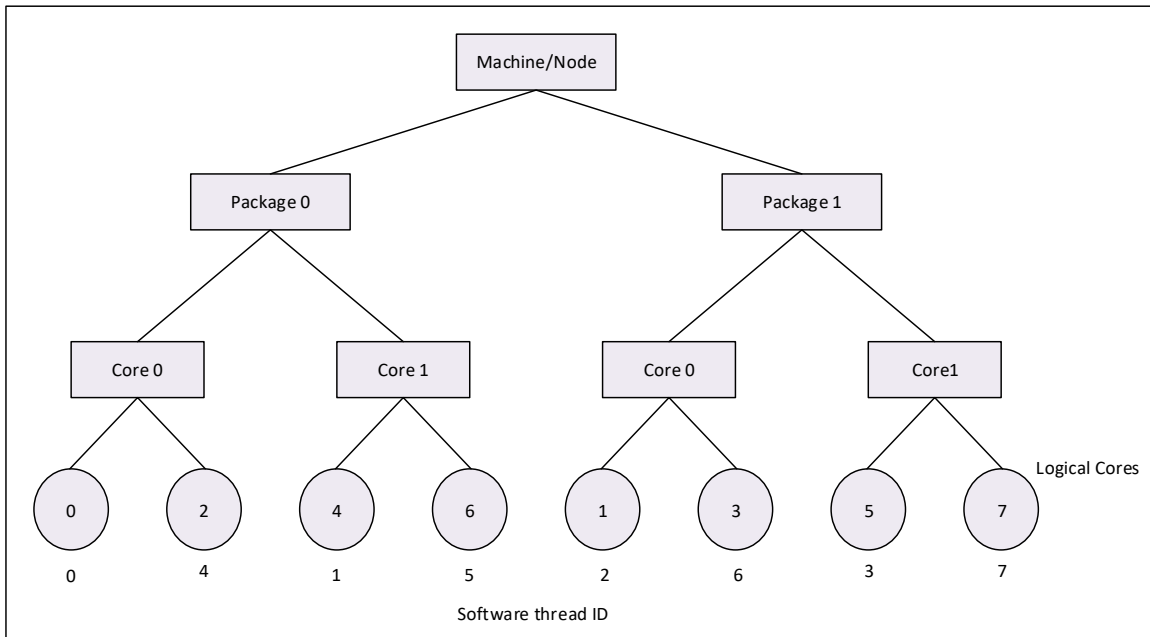 Machine/Node
Package 0
Package 1
Core 0
Core 1
Core 0
Core1
Logical Cores
0
2
4
6
1
3
5
7
0
4
1
5
2
6
3
7
Software thread ID